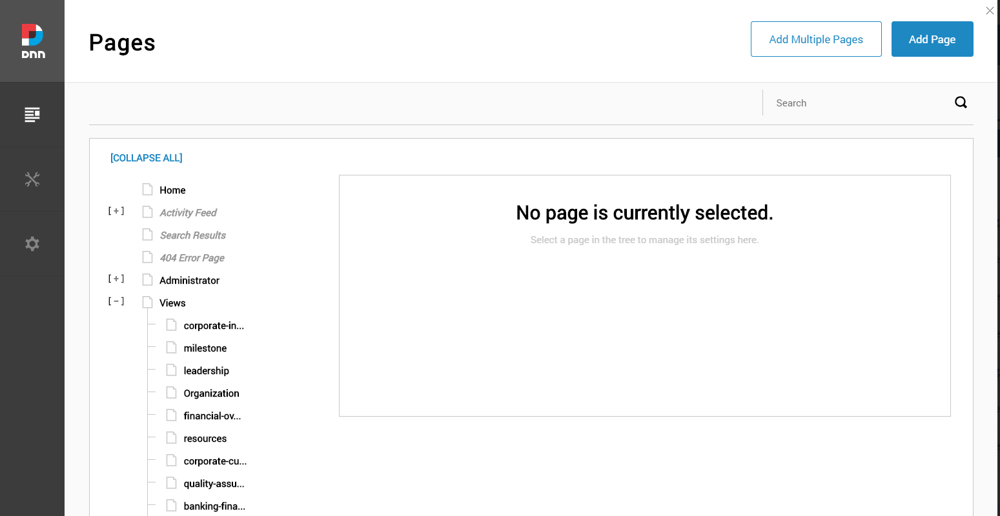 Dnn
Pages
Add Multiple Pages
Add Page
Search
[COLLAPSE ALL]
Home
[+] Activity Feed
Search Results
404 Error Page
[+] Administrator
[−] Views
corporate-in...
milestone
leadership
Organization
financial-ov...
resources
corporate-cu...
quality-assu...
banking-fina...
No page is currently selected.
Select a page in the tree to manage its settings here.